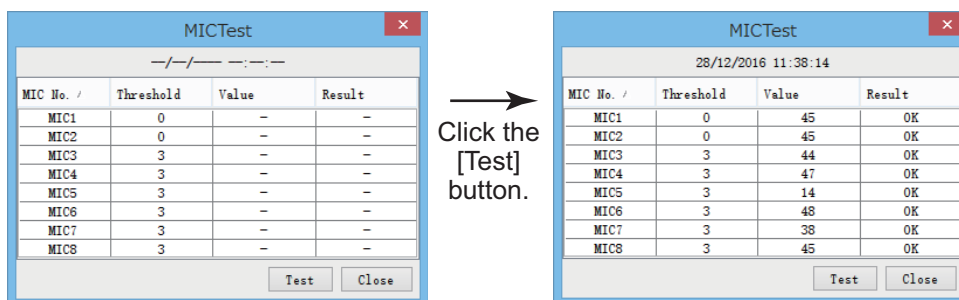 MICTest
--/--/---- --:--:--
MIC No. / Threshold Value Result
MIC1 0 - -
MIC2 0 - -
MIC3 3 - -
MIC4 3 - -
MIC5 3 - -
MIC6 3 - -
MIC7 3 - -
MIC8 3 - -
Test Close
Click the
[Test]
button.
MICTest
28/12/2016 11:38:14
MIC No. / Threshold Value Result
MIC1 0 45 OK
MIC2 0 45 OK
MIC3 3 44 OK
MIC4 3 47 OK
MIC5 3 14 OK
MIC6 3 48 OK
MIC7 3 38 OK
MIC8 3 45 OK
Test Close